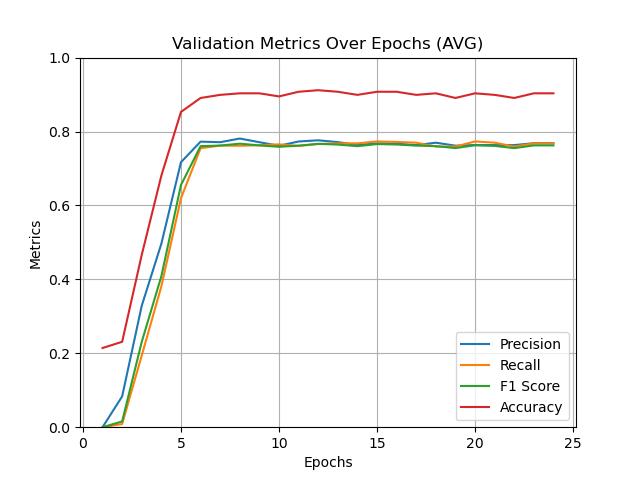 Validation Metrics Over Epochs (AVG)
1.0
0.8
0.6
0.4
0.2
0.0
Metrics
0 5 10 15 20 25
Epochs
Precision
Recall
F1 Score
Accuracy